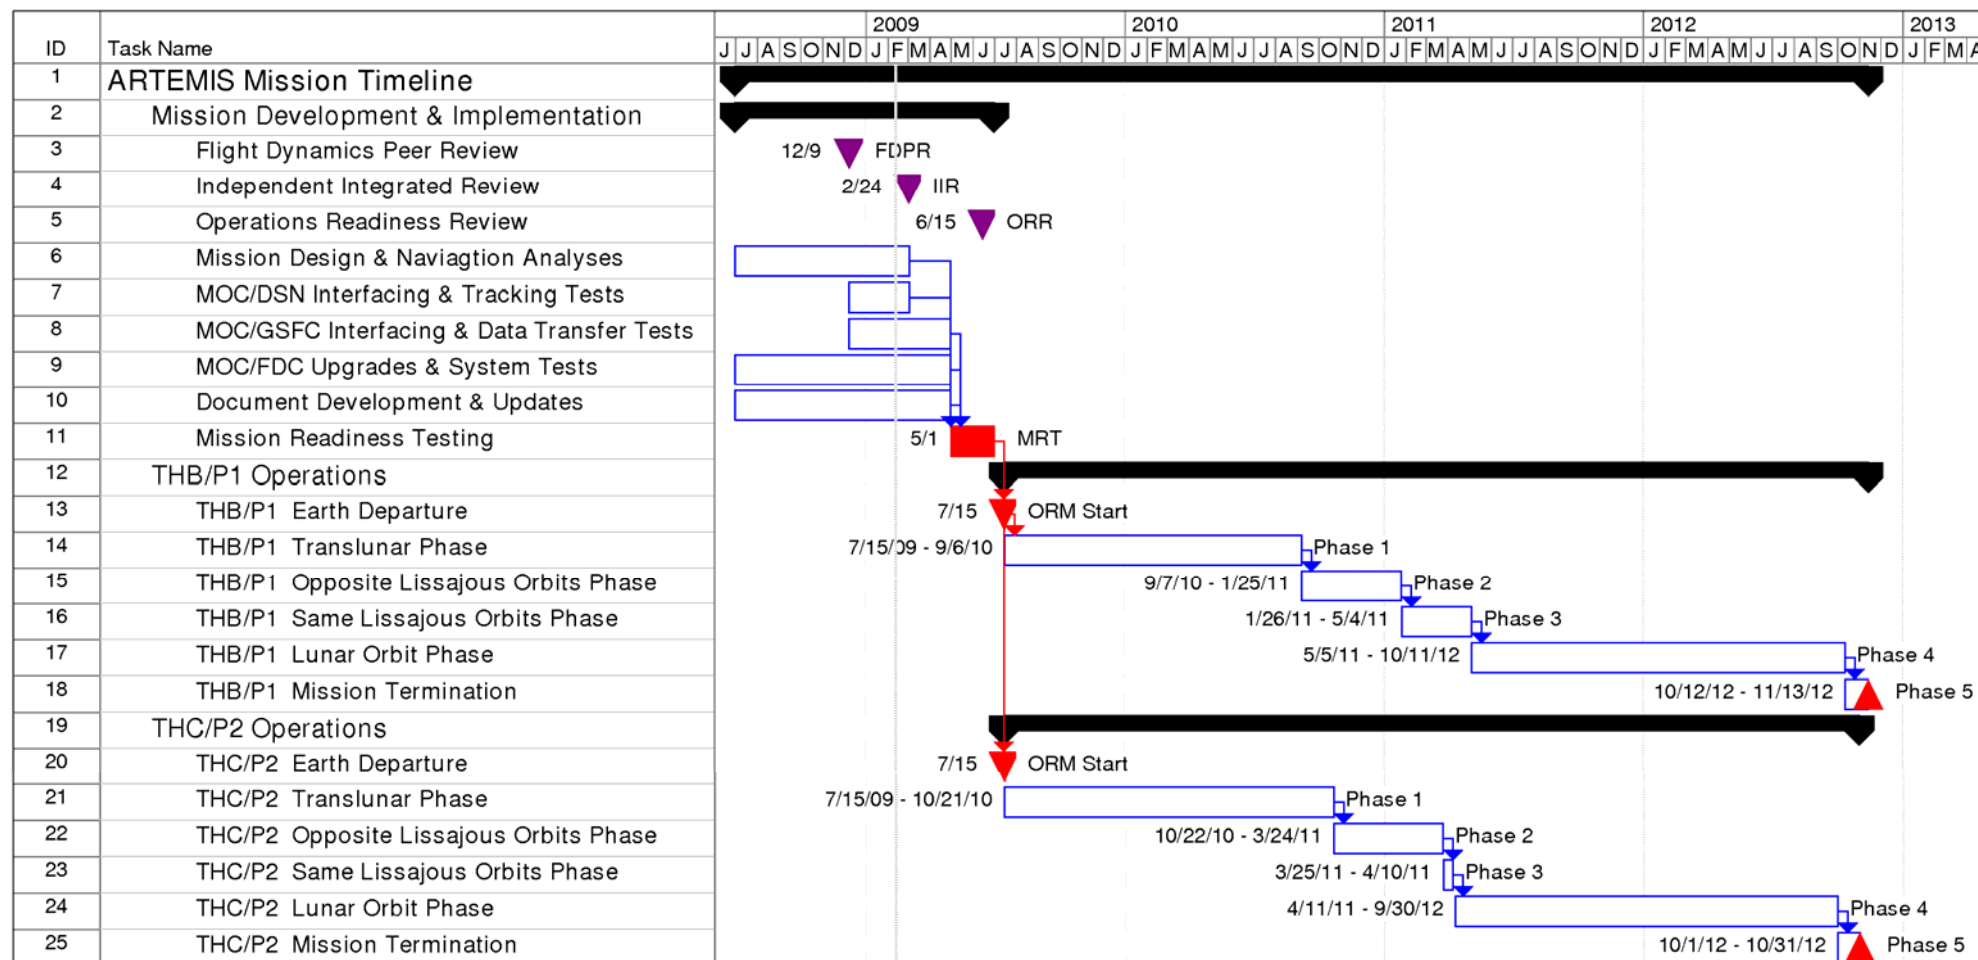 2009 2010 2011 2012 2013
ID Task Name J J A S O N D J F M A M J J A S O N D J F M A M J J A S O N D J F M A M J J A S O N D J F M A M J J A S O N D J F M A
1 ARTEMIS Mission Timeline
2 Mission Development & Implementation
3 Flight Dynamics Peer Review 12/9 FDPR
4 Independent Integrated Review 2/24 IIR
5 Operations Readiness Review 6/15 ORR
6 Mission Design & Naviagtion Analyses
7 MOC/DSN Interfacing & Tracking Tests
8 MOC/GSFC Interfacing & Data Transfer Tests
9 MOC/FDC Upgrades & System Tests
10 Document Development & Updates
11 Mission Readiness Testing 5/1 MRT
12 THB/P1 Operations
13 THB/P1 Earth Departure 7/15 ORM Start
14 THB/P1 Translunar Phase 7/15/09 - 9/6/10 Phase 1
15 THB/P1 Opposite Lissajous Orbits Phase 9/7/10 - 1/25/11 Phase 2
16 THB/P1 Same Lissajous Orbits Phase 1/26/11 - 5/4/11 Phase 3
17 THB/P1 Lunar Orbit Phase 5/5/11 - 10/11/12 Phase 4
18 THB/P1 Mission Termination 10/12/12 - 11/13/12 Phase 5
19 THC/P2 Operations
20 THC/P2 Earth Departure 7/15 ORM Start
21 THC/P2 Translunar Phase 7/15/09 - 10/21/10 Phase 1
22 THC/P2 Opposite Lissajous Orbits Phase 10/22/10 - 3/24/11 Phase 2
23 THC/P2 Same Lissajous Orbits Phase 3/25/11 - 4/10/11 Phase 3
24 THC/P2 Lunar Orbit Phase 4/11/11 - 9/30/12 Phase 4
25 THC/P2 Mission Termination 10/1/12 - 10/31/12 Phase 5